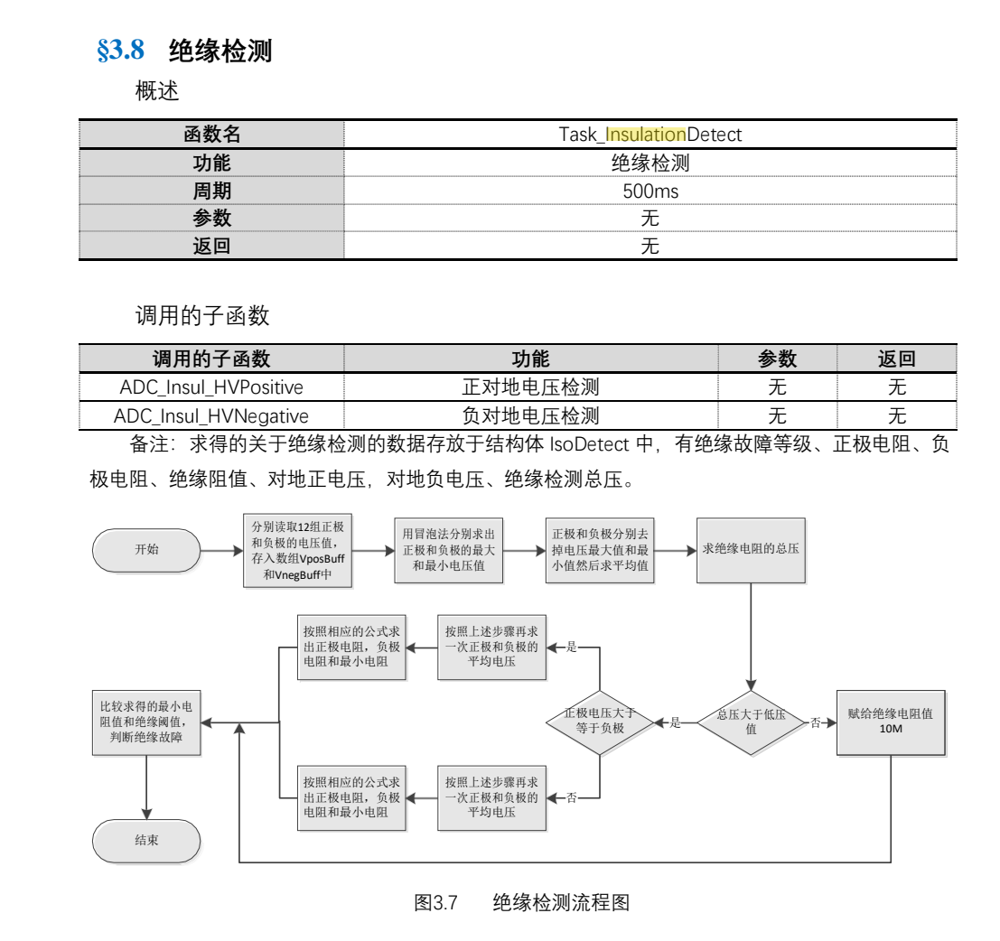 §3.8 绝缘检测
概述
函数名 Task_InsulationDetect
功能 绝缘检测
周期 500ms
参数 无
返回 无
调用的子函数
调用的子函数 功能 参数 返回
ADC_Insul_HVPositive 正对地电压检测 无 无
ADC_Insul_HVNegative 负对地电压检测 无 无
备注：求得的关于绝缘检测的数据存放于结构体 IsoDetect 中，有绝缘故障等级、正极电阻、负
极电阻、绝缘阻值、对地正电压，对地负电压、绝缘检测总压。
开始
分别读取12组正极
和负极的电压值，
存入数组VposBuff
和VnegBuff中
用冒泡法分别求出
正极和负极的最大
和最小电压值
正极和负极分别去
掉电压最大值和最
小值然后求平均值
求绝缘电阻的总压
总压大于低压
值
否
赋给绝缘电阻值
10M
是
正极电压大于
等于负极
是
按照上述步骤再求
一次正极和负极的
平均电压
按照相应的公式求
出正极电阻，负极
电阻和最小电阻
否
按照上述步骤再求
一次正极和负极的
平均电压
按照相应的公式求
出正极电阻，负极
电阻和最小电阻
比较求得的最小电
阻值和绝缘阈值，
判断绝缘故障
结束
图3.7 绝缘检测流程图